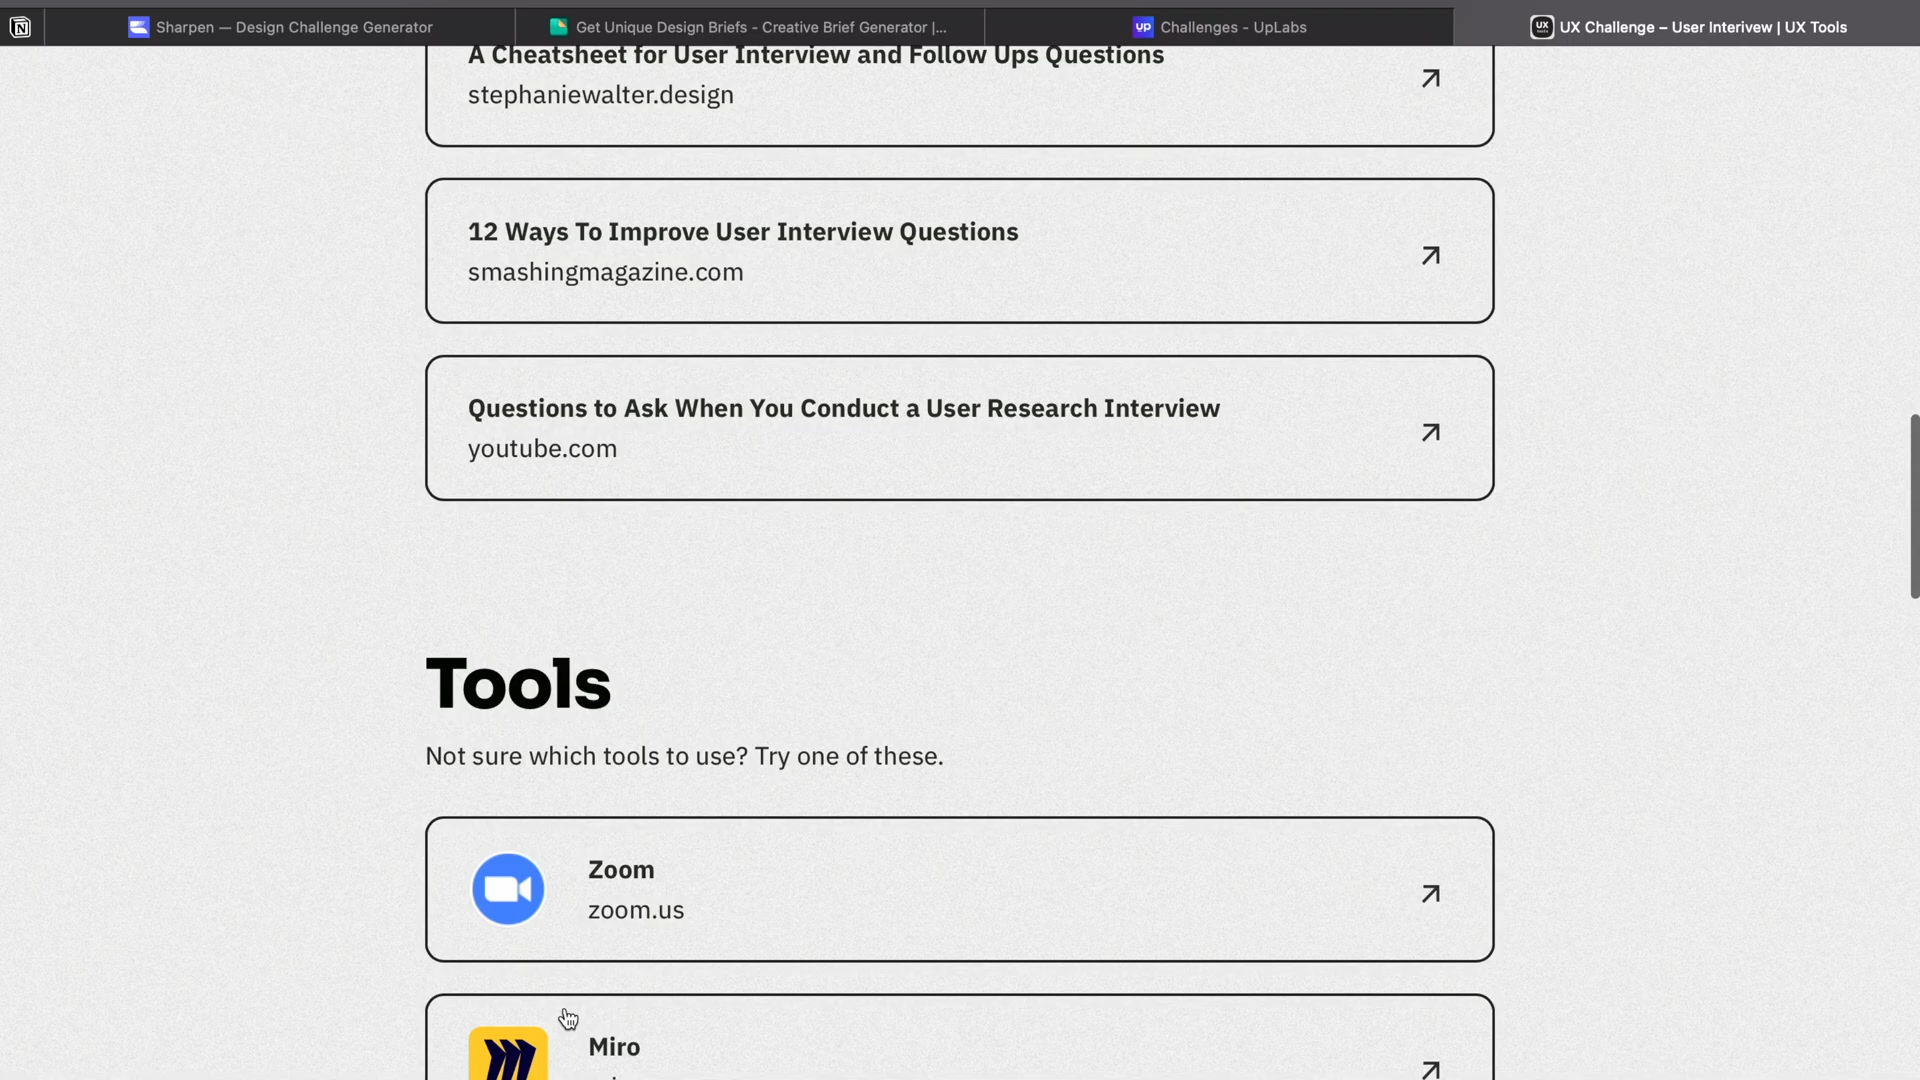 Sharpen — Design Challenge Generator
Get Unique Design Briefs - Creative Brief Generator |...
Challenges - UpLabs
UX Challenge – User Interivew | UX Tools
A Cheatsheet for User Interview and Follow Ups Questions
stephaniewalter.design
12 Ways To Improve User Interview Questions
smashingmagazine.com
Questions to Ask When You Conduct a User Research Interview
youtube.com
Tools
Not sure which tools to use? Try one of these.
Zoom
zoom.us
Miro